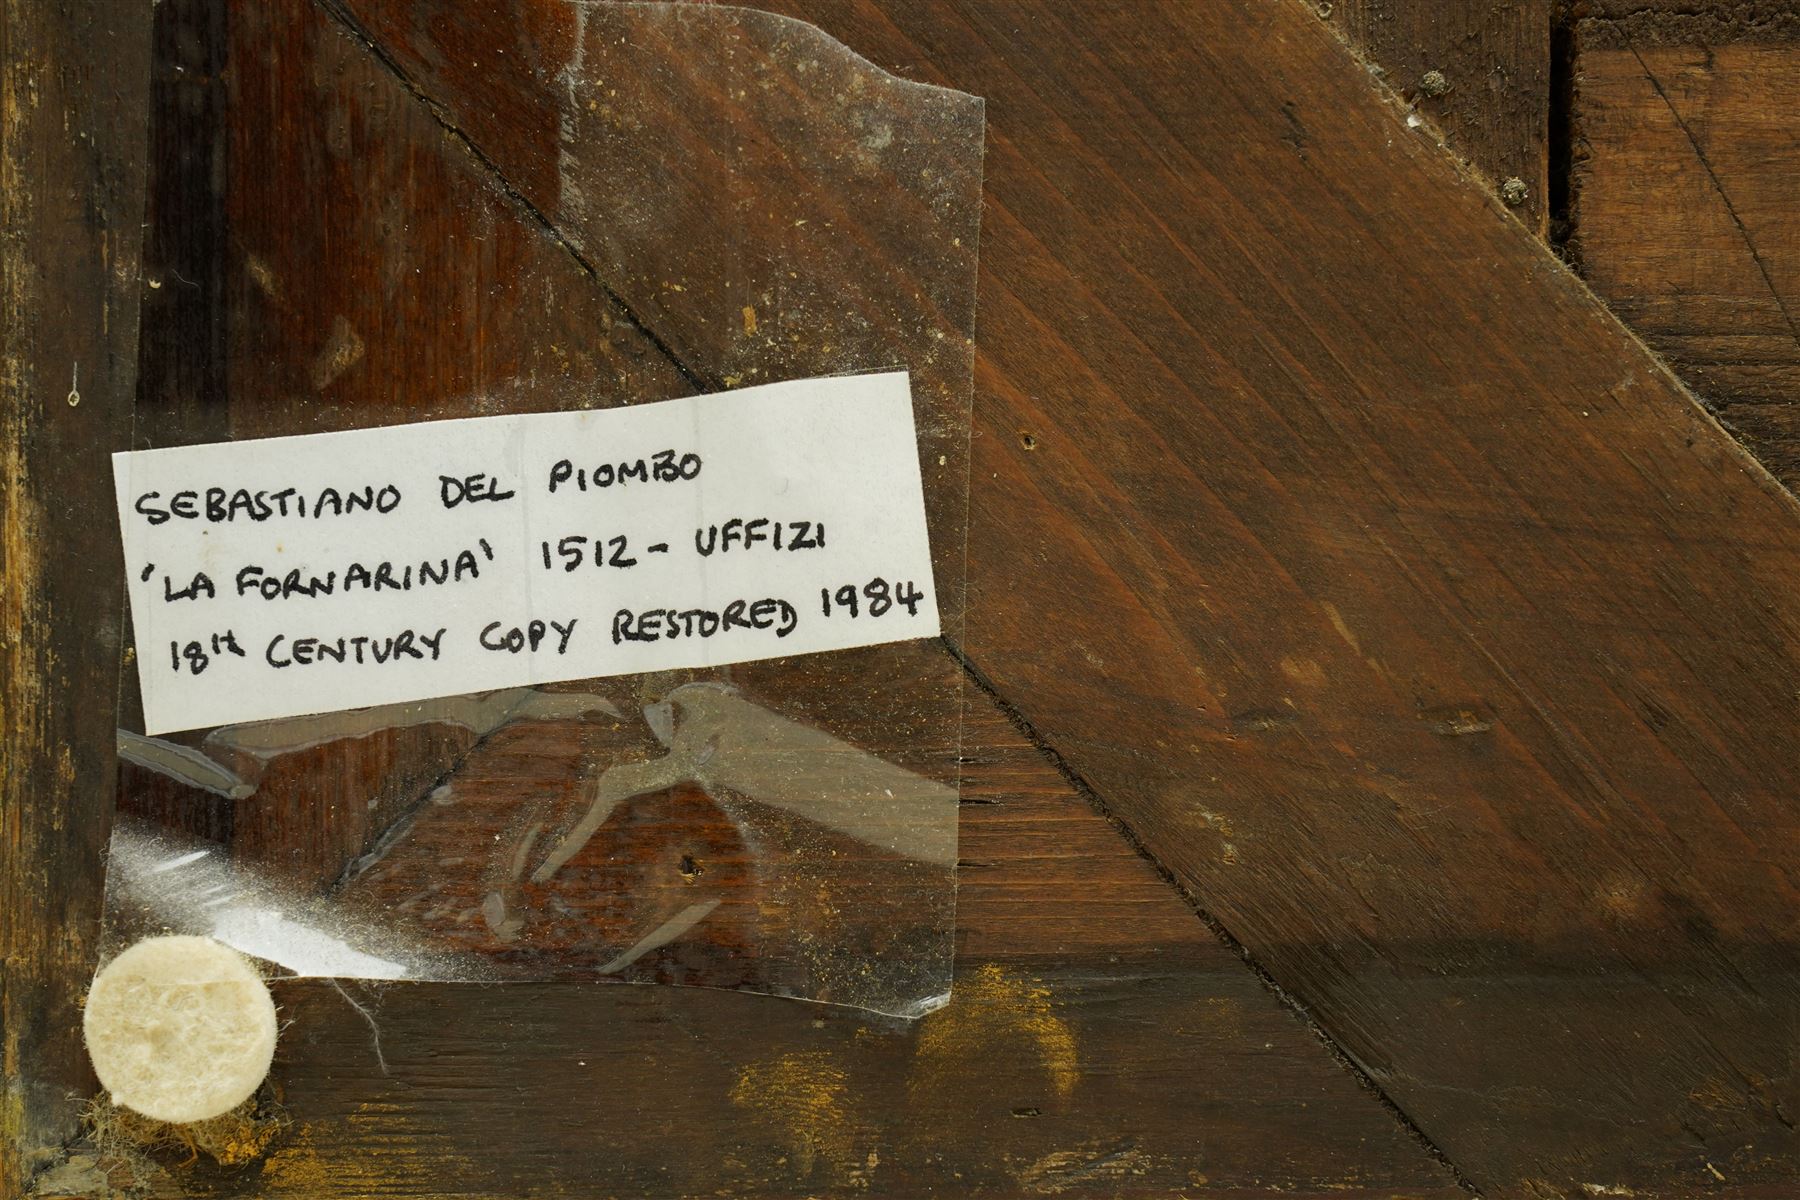 SEBASTIANO DEL PIOMBO
'LA FORNARINA' 1512 - UFFIZI
18th CENTURY COPY RESTORED 1984